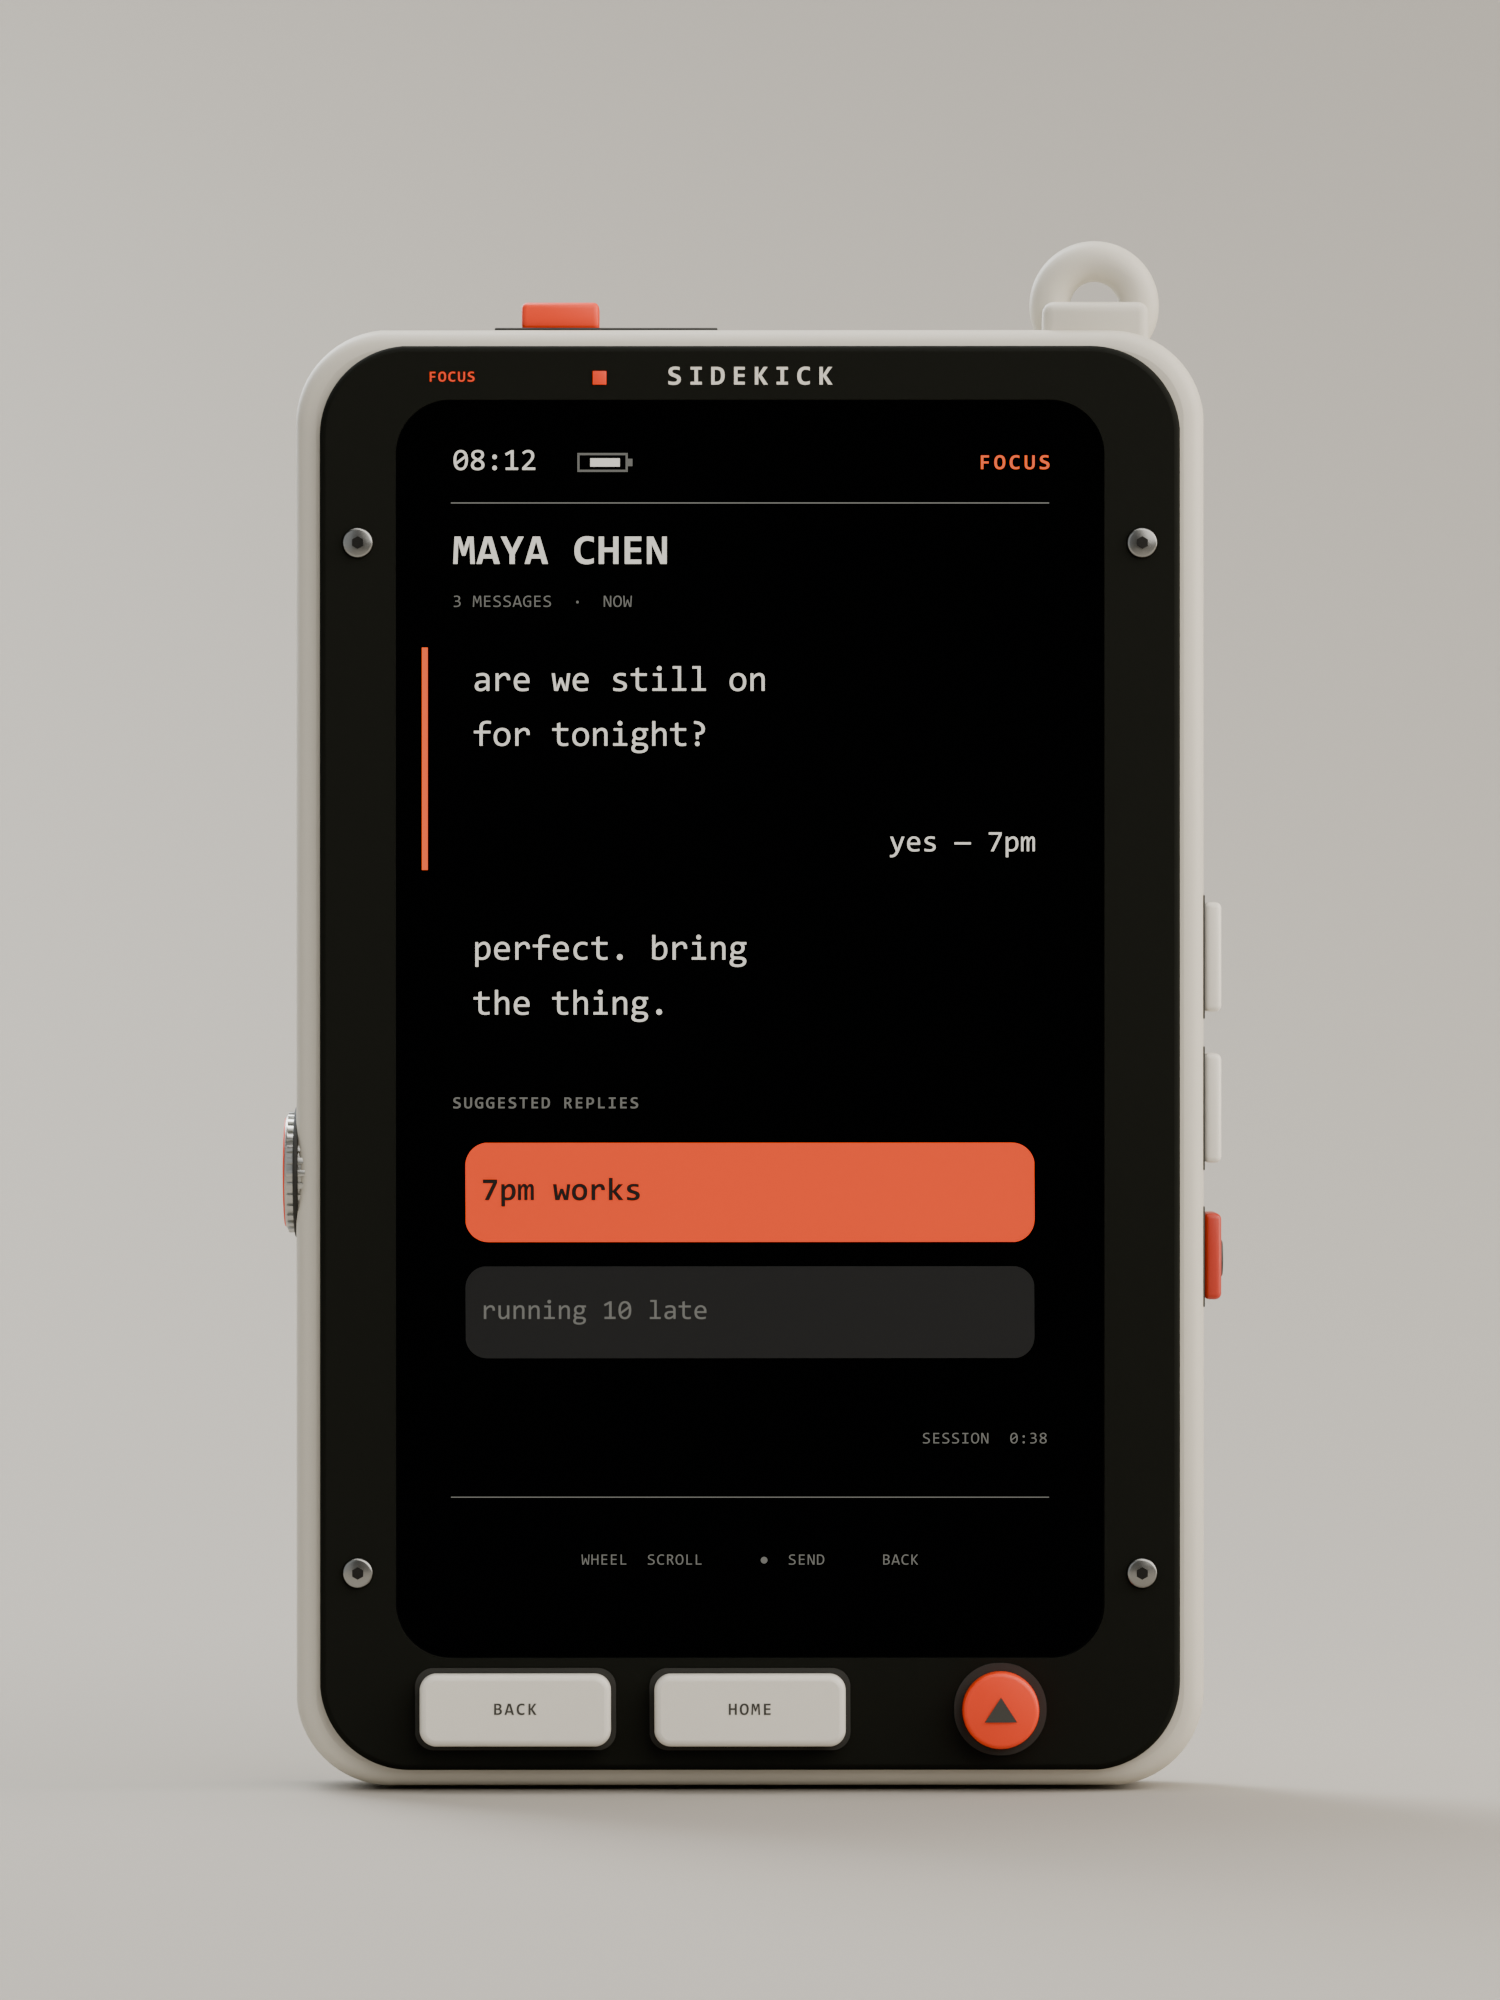 FOCUS SIDEKICK
08:12 FOCUS
MAYA CHEN
3 MESSAGES · NOW
are we still on
for tonight?
yes — 7pm
perfect. bring
the thing.
SUGGESTED REPLIES
7pm works
running 10 late
SESSION 0:38
WHEEL SCROLL ● SEND BACK
BACK HOME